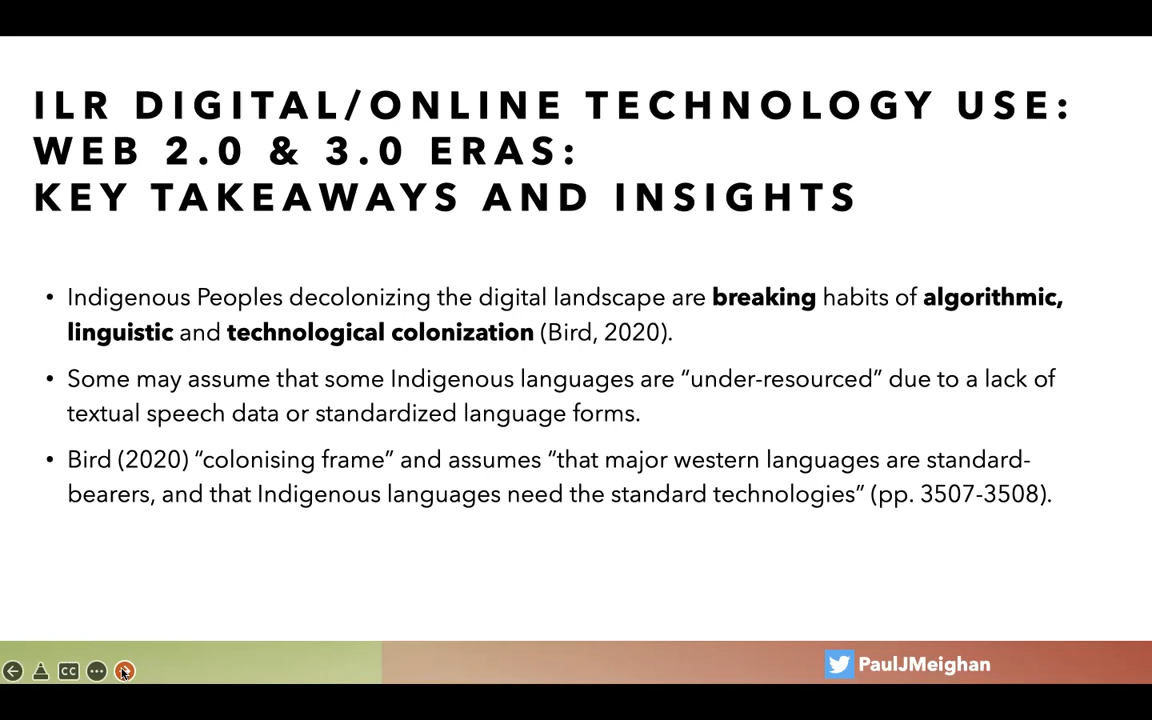 ILR DIGITAL/ONLINE TECHNOLOGY USE:
WEB 2.0 & 3.0 ERAS:
KEY TAKEAWAYS AND INSIGHTS
• Indigenous Peoples decolonizing the digital landscape are breaking habits of algorithmic,
linguistic and technological colonization (Bird, 2020).
• Some may assume that some Indigenous languages are “under-resourced” due to a lack of
textual speech data or standardized language forms.
• Bird (2020) “colonising frame” and assumes “that major western languages are standard-
bearers, and that Indigenous languages need the standard technologies” (pp. 3507-3508).
CC
PaulJMeighan